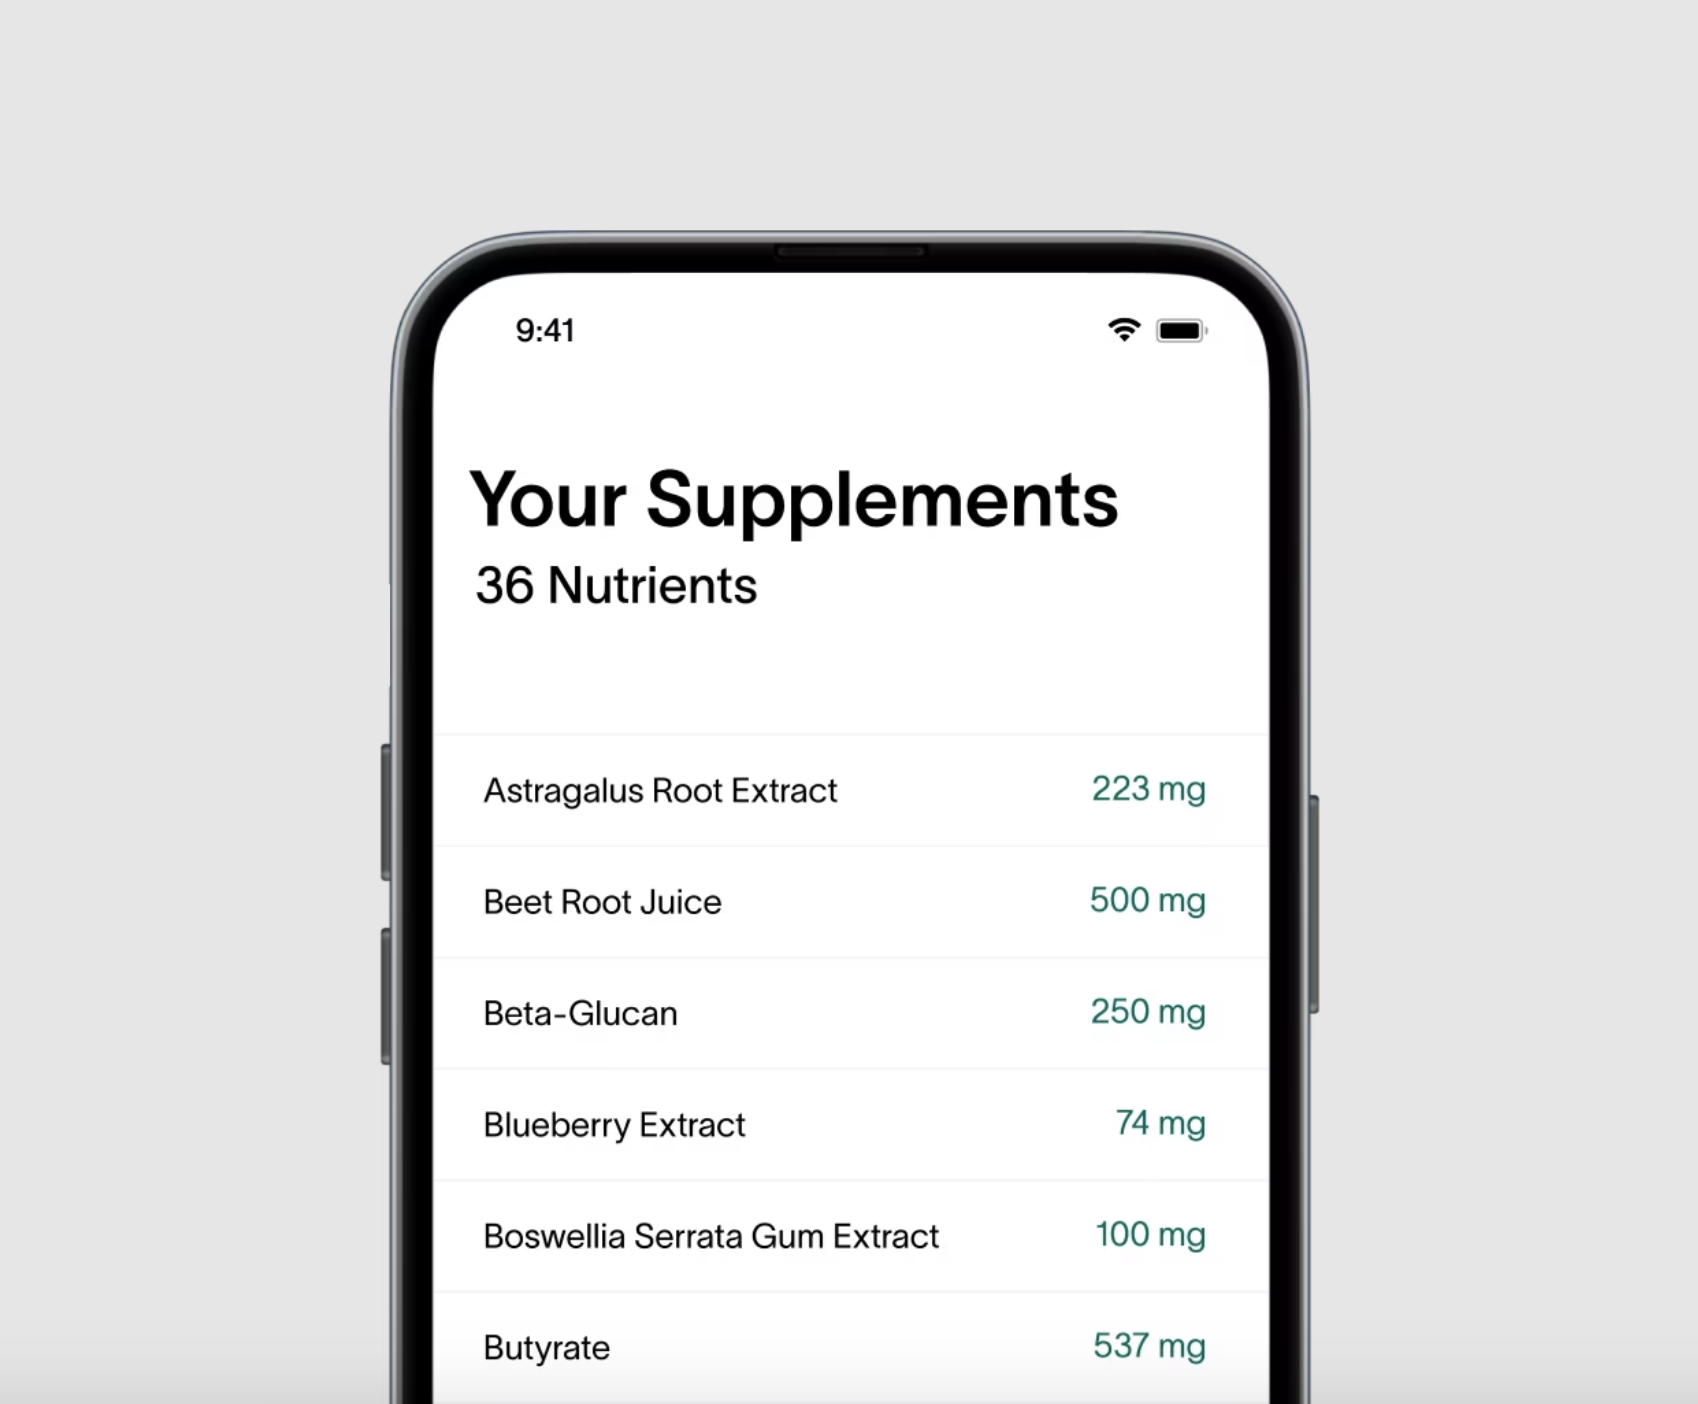 9:41
Your Supplements
36 Nutrients
Astragalus Root Extract 223 mg
Beet Root Juice 500 mg
Beta-Glucan 250 mg
Blueberry Extract 74 mg
Boswellia Serrata Gum Extract 100 mg
Butyrate 537 mg